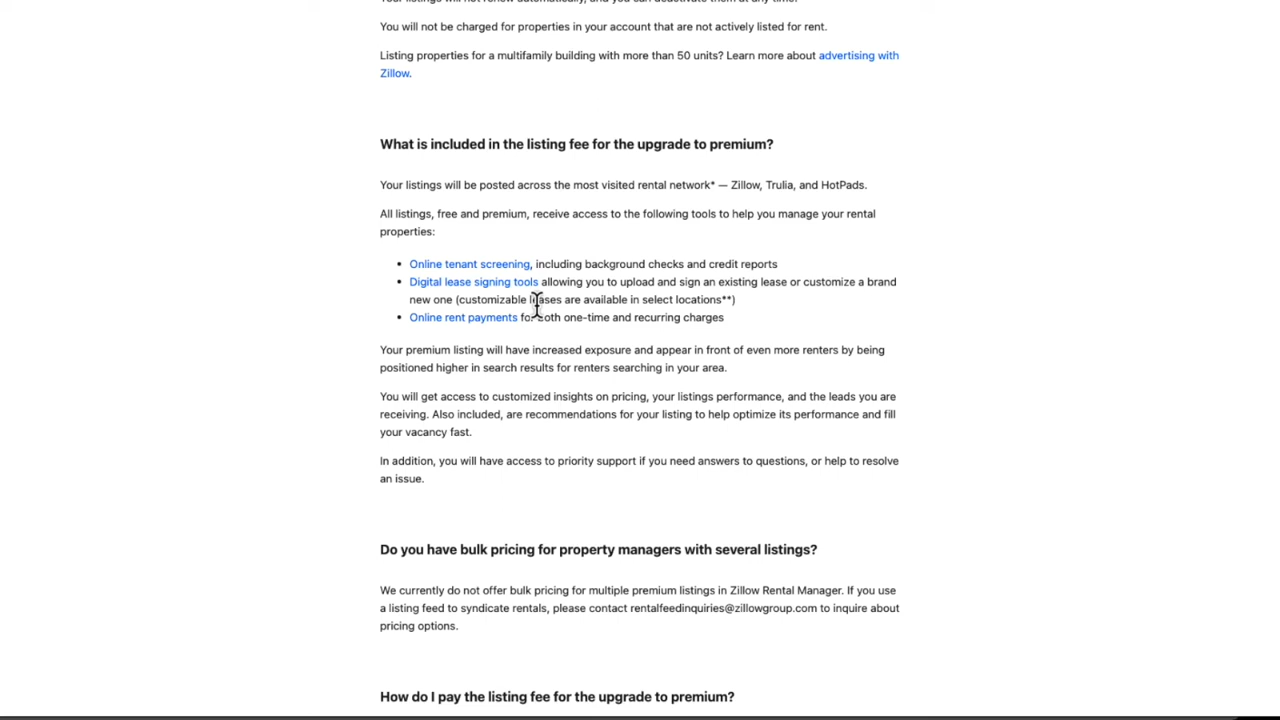 You will not be charged for properties in your account that are not actively listed for rent.
Listing properties for a multifamily building with more than 50 units? Learn more about advertising with
Zillow.
What is included in the listing fee for the upgrade to premium?
Your listings will be posted across the most visited rental network* — Zillow, Trulia, and HotPads.
All listings, free and premium, receive access to the following tools to help you manage your rental
properties:
• Online tenant screening, including background checks and credit reports
• Digital lease signing tools allowing you to upload and sign an existing lease or customize a brand
new one (customizable leases are available in select locations**)
• Online rent payments for both one-time and recurring charges
Your premium listing will have increased exposure and appear in front of even more renters by being
positioned higher in search results for renters searching in your area.
You will get access to customized insights on pricing, your listings performance, and the leads you are
receiving. Also included, are recommendations for your listing to help optimize its performance and fill
your vacancy fast.
In addition, you will have access to priority support if you need answers to questions, or help to resolve
an issue.
Do you have bulk pricing for property managers with several listings?
We currently do not offer bulk pricing for multiple premium listings in Zillow Rental Manager. If you use
a listing feed to syndicate rentals, please contact rentalfeedinquiries@zillowgroup.com to inquire about
pricing options.
How do I pay the listing fee for the upgrade to premium?